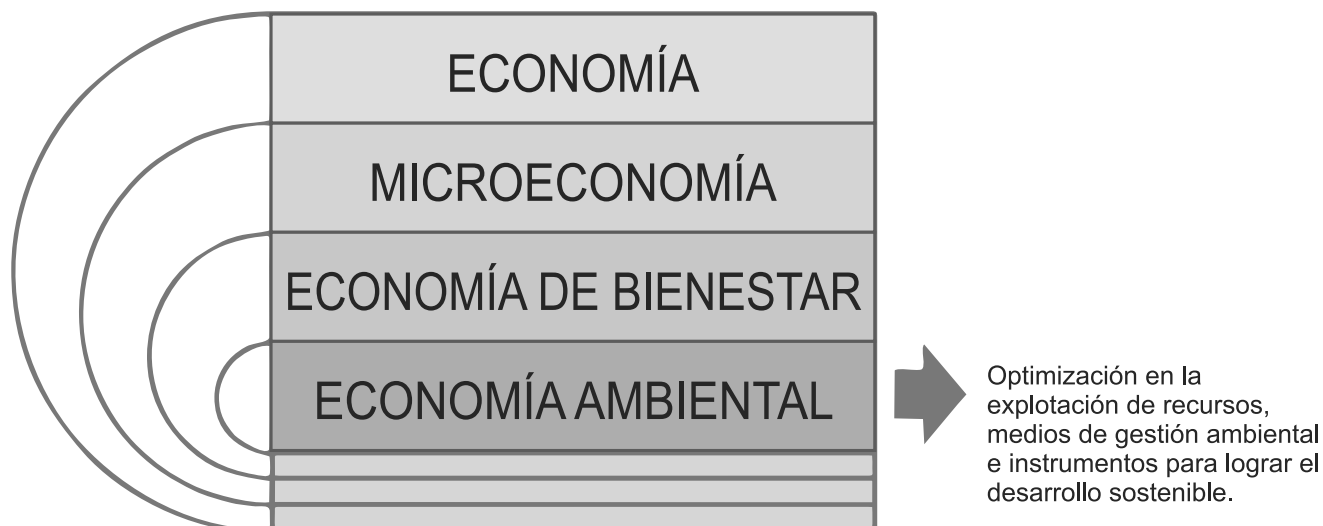 ECONOMÍA
MICROECONOMÍA
ECONOMÍA DE BIENESTAR
ECONOMÍA AMBIENTAL
Optimización en la
explotación de recursos,
medios de gestión ambiental
e instrumentos para lograr el
desarrollo sostenible.